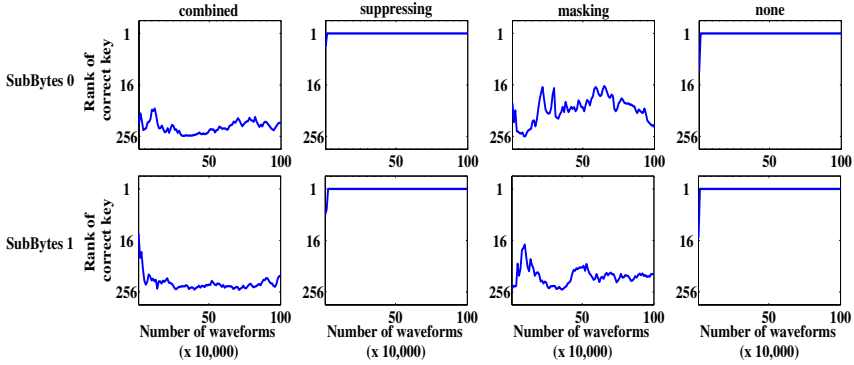 combined suppressing masking none
SubBytes 0
Rank of
correct key
1
16
256
50 100
1
16
256
50 100
1
16
256
50 100
1
16
256
50 100
SubBytes 1
Rank of
correct key
1
16
256
50 100
Number of waveforms
(x 10,000)
1
16
256
50 100
Number of waveforms
(x 10,000)
1
16
256
50 100
Number of waveforms
(x 10,000)
1
16
256
50 100
Number of waveforms
(x 10,000)